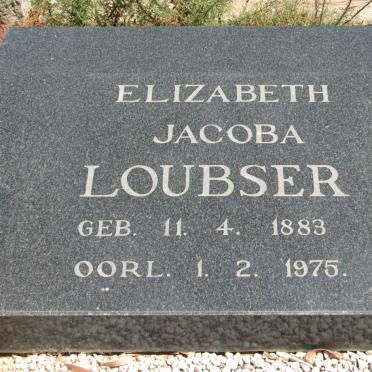 ELIZABETH
JACOBA
LOUBSER
GEB. 11. 4. 1883
OORL. 1. 2. 1975.